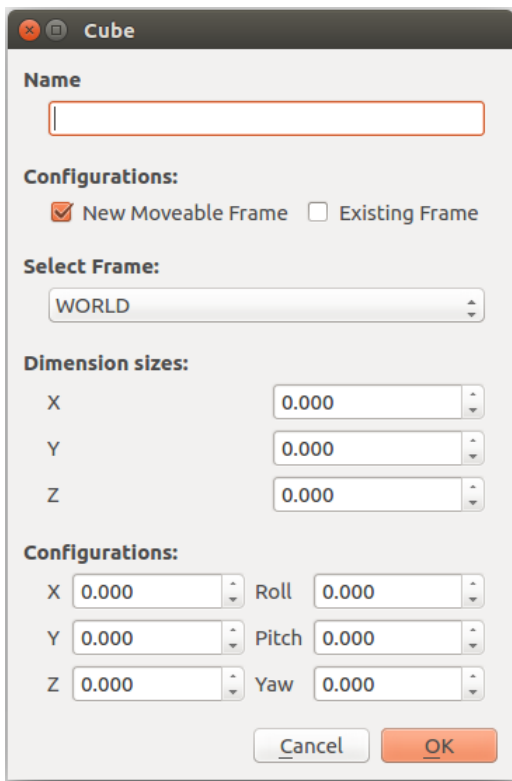 Cube
Name
Configurations:
New Moveable Frame Existing Frame
Select Frame:
WORLD
Dimension sizes:
X 0.000
Y 0.000
Z 0.000
Configurations:
X 0.000 Roll 0.000
Y 0.000 Pitch 0.000
Z 0.000 Yaw 0.000
Cancel OK